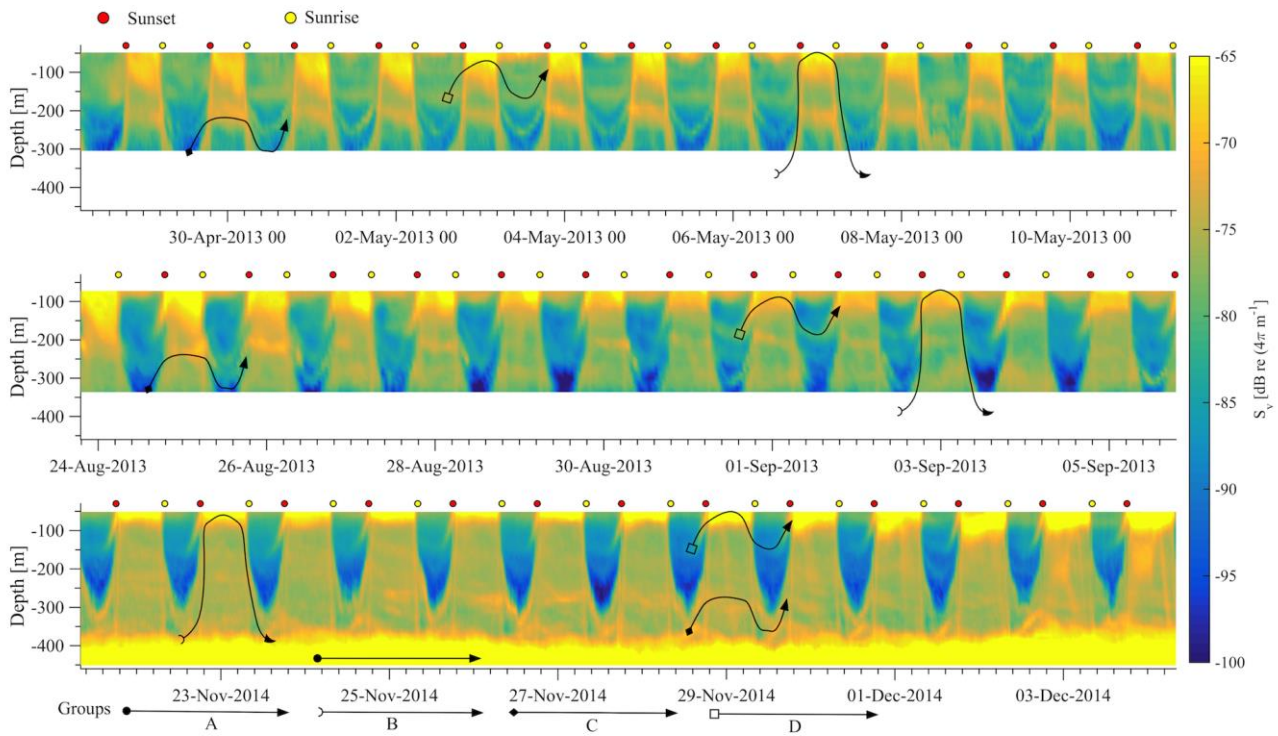 Sunset Sunrise
Depth [m]
-100
-200
-300
-400
30-Apr-2013 00 02-May-2013 00 04-May-2013 00 06-May-2013 00 08-May-2013 00 10-May-2013 00
Depth [m]
-100
-200
-300
-400
24-Aug-2013 26-Aug-2013 28-Aug-2013 30-Aug-2013 01-Sep-2013 03-Sep-2013 05-Sep-2013
Depth [m]
-100
-200
-300
-400
23-Nov-2014 25-Nov-2014 27-Nov-2014 29-Nov-2014 01-Dec-2014 03-Dec-2014
Groups A B C D
-65
-70
-75
-80
-85
-90
-95
-100
Sv [dB re (4π m-1)]